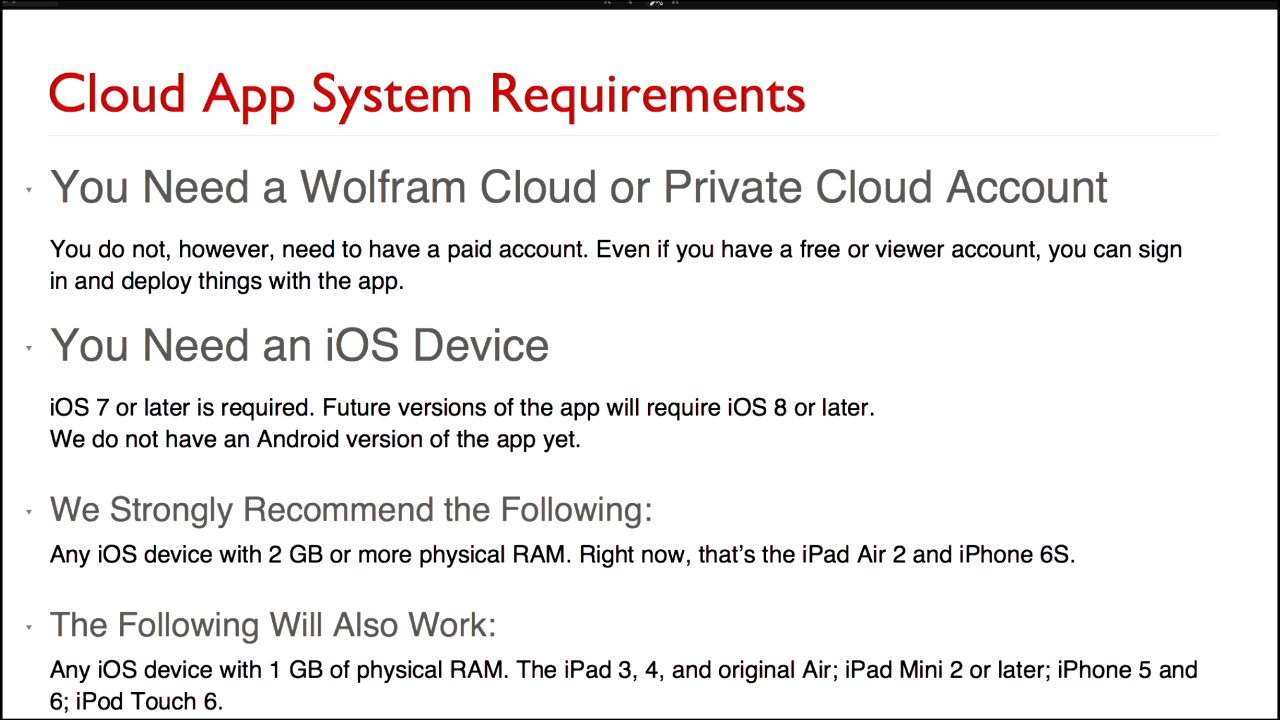 Cloud App System Requirements
You Need a Wolfram Cloud or Private Cloud Account
You do not, however, need to have a paid account. Even if you have a free or viewer account, you can sign
in and deploy things with the app.
You Need an iOS Device
iOS 7 or later is required. Future versions of the app will require iOS 8 or later.
We do not have an Android version of the app yet.
We Strongly Recommend the Following:
Any iOS device with 2 GB or more physical RAM. Right now, that’s the iPad Air 2 and iPhone 6S.
The Following Will Also Work:
Any iOS device with 1 GB of physical RAM. The iPad 3, 4, and original Air; iPad Mini 2 or later; iPhone 5 and
6; iPod Touch 6.